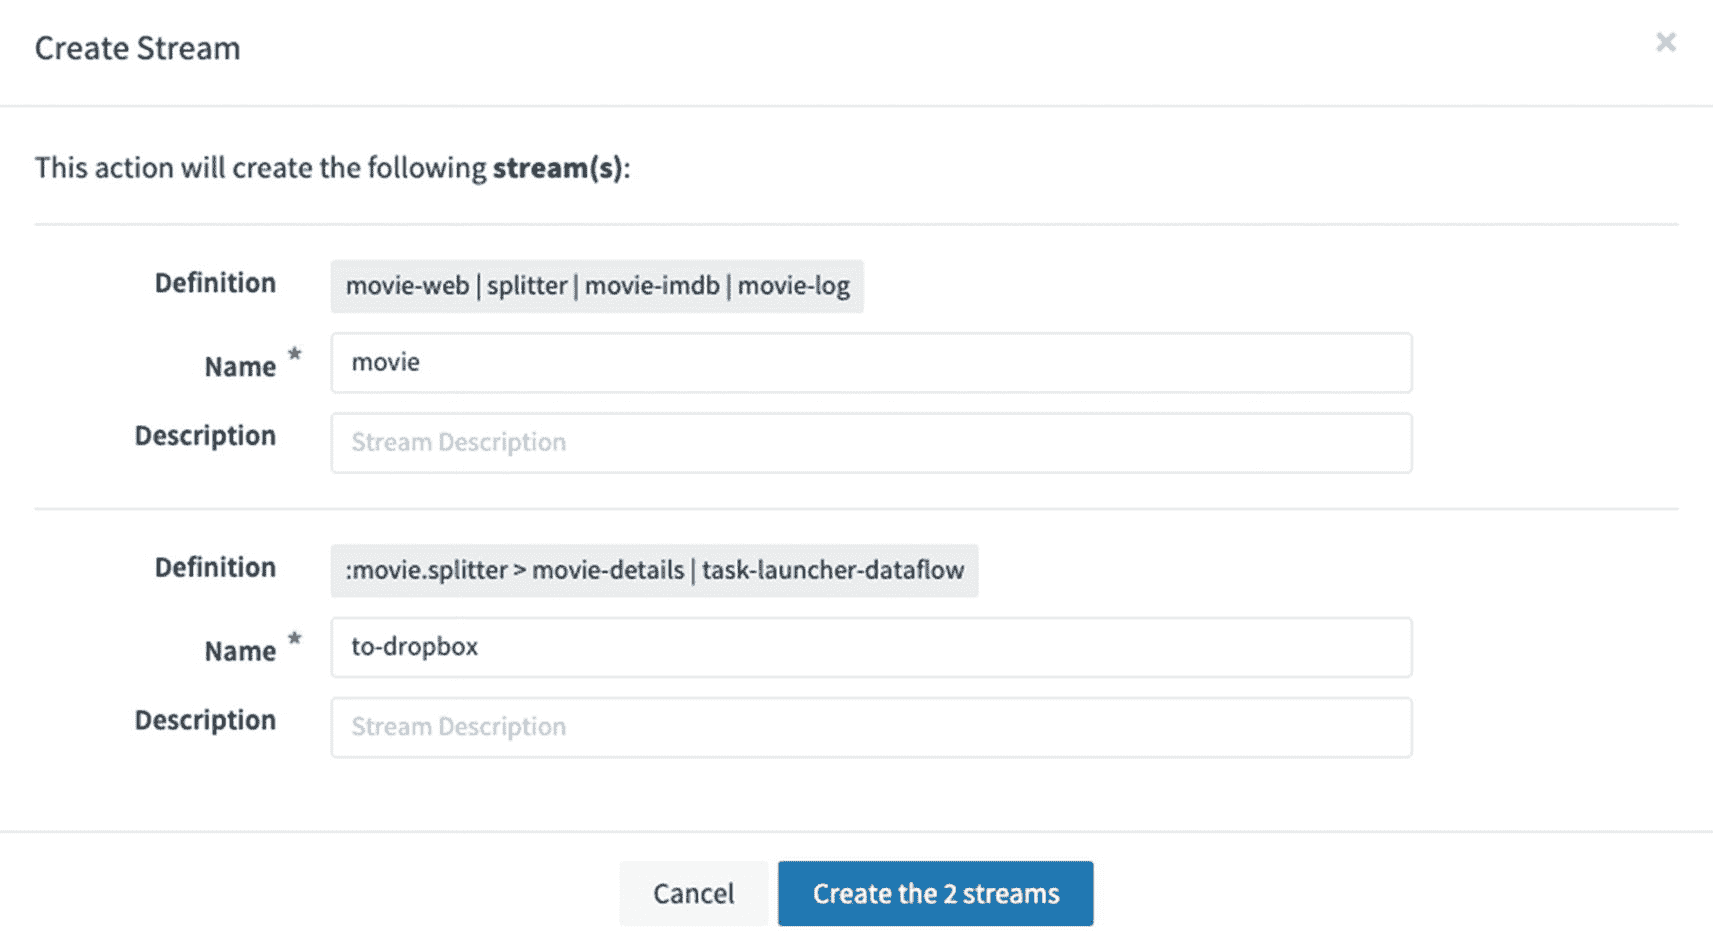 Create Stream
This action will create the following stream(s):
Definition movie-web | splitter | movie-imdb | movie-log
Name * movie
Description Stream Description
Definition :movie.splitter > movie-details | task-launcher-dataflow
Name * to-dropbox
Description Stream Description
Cancel Create the 2 streams